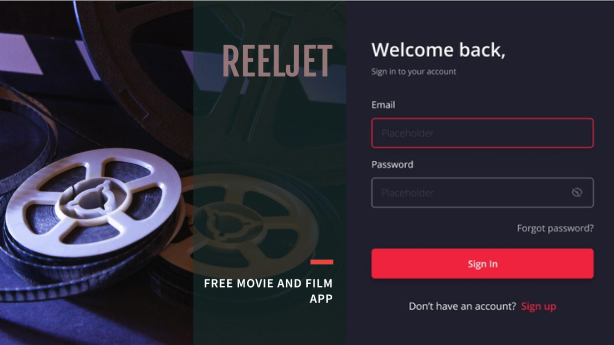 REELJET
FREE MOVIE AND FILM
APP
Welcome back,
Sign in to your account
Email
Placeholder
Password
Placeholder
Forgot password?
Sign In
Don't have an account? Sign up